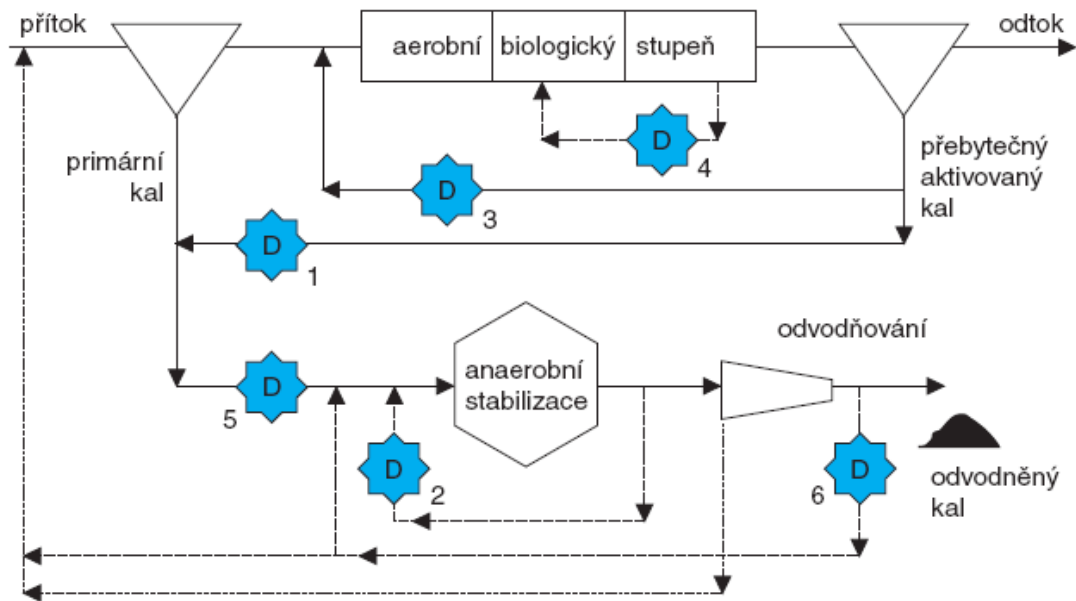 přítok
aerobní
biologický
stupeň
odtok
D
4
primární
kal
přebytečný
aktivovaný
kal
D
3
D
1
odvodňování
anaerobní
stabilizace
D
5
D
2
D
6
odvodněný
kal